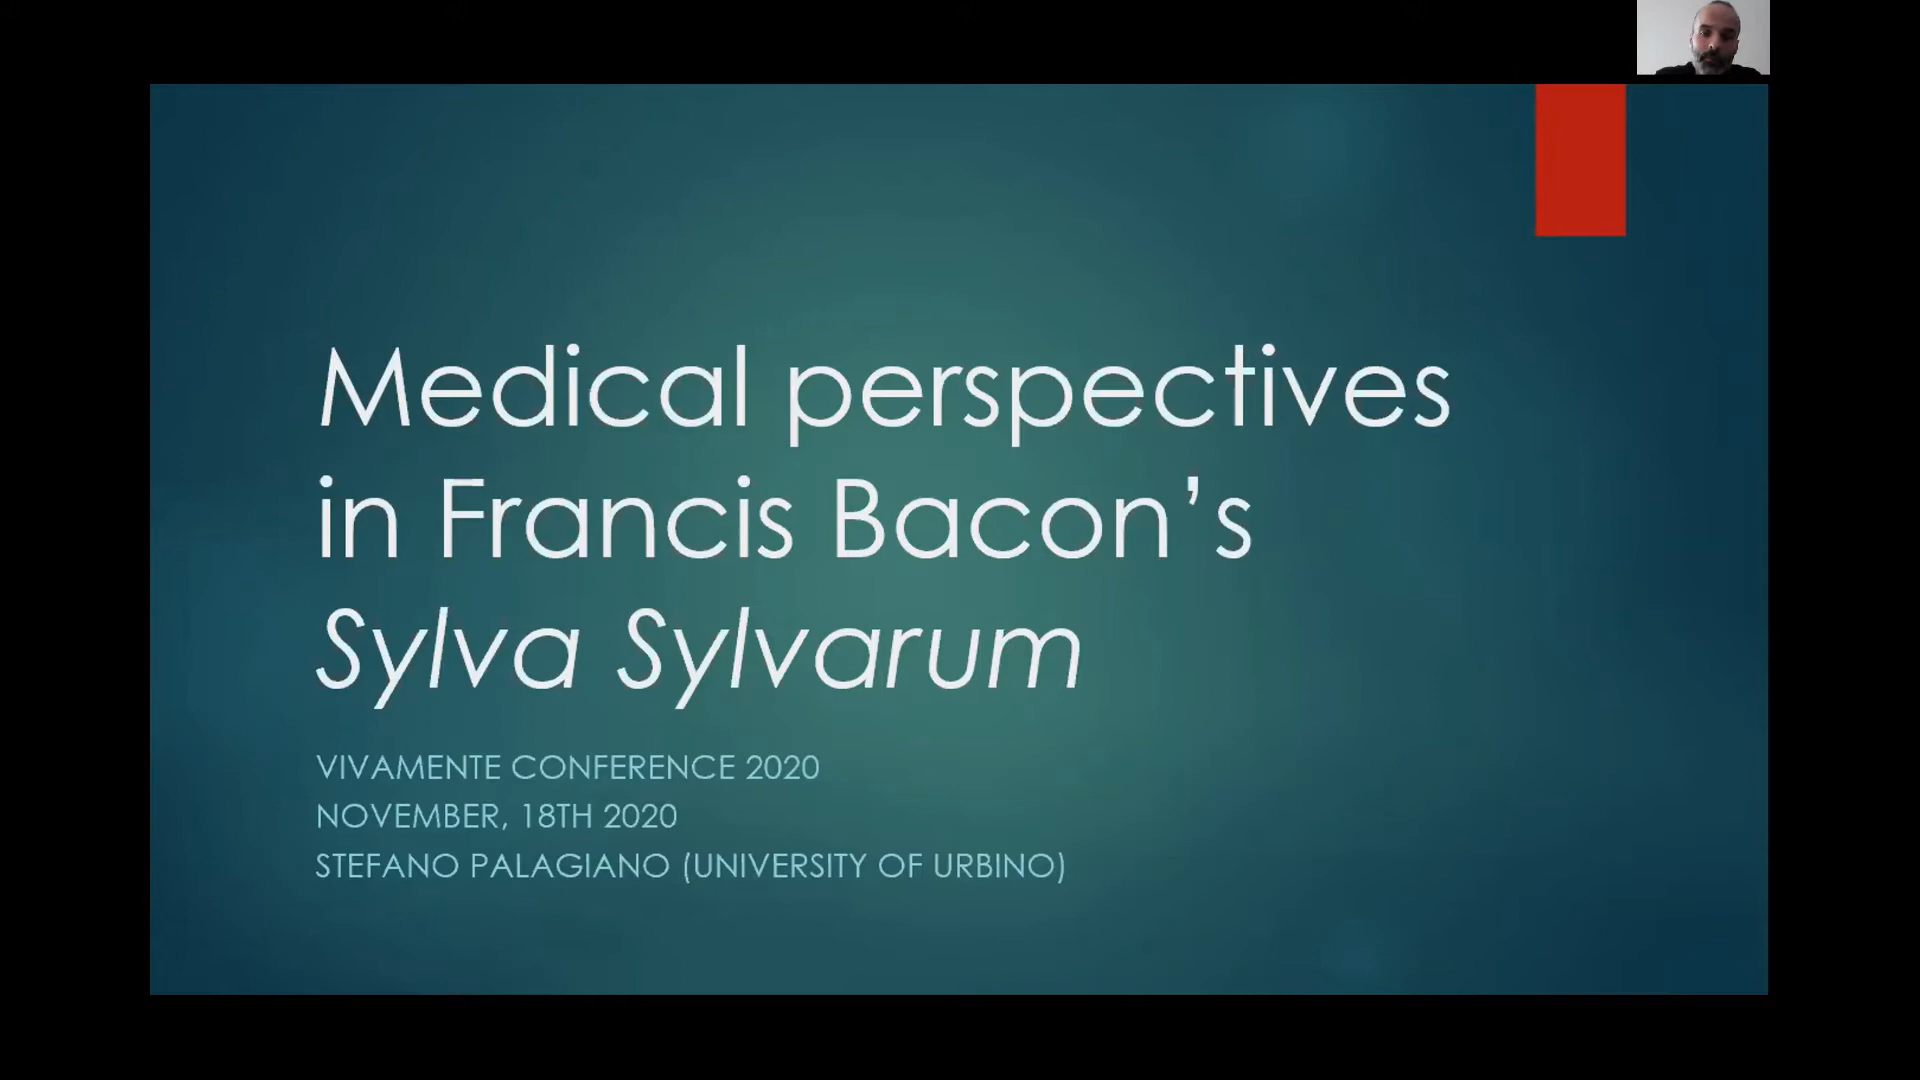 Medical perspectives
in Francis Bacon’s
Sylva Sylvarum
VIVAMENTE CONFERENCE 2020
NOVEMBER, 18TH 2020
STEFANO PALAGIANO (UNIVERSITY OF URBINO)